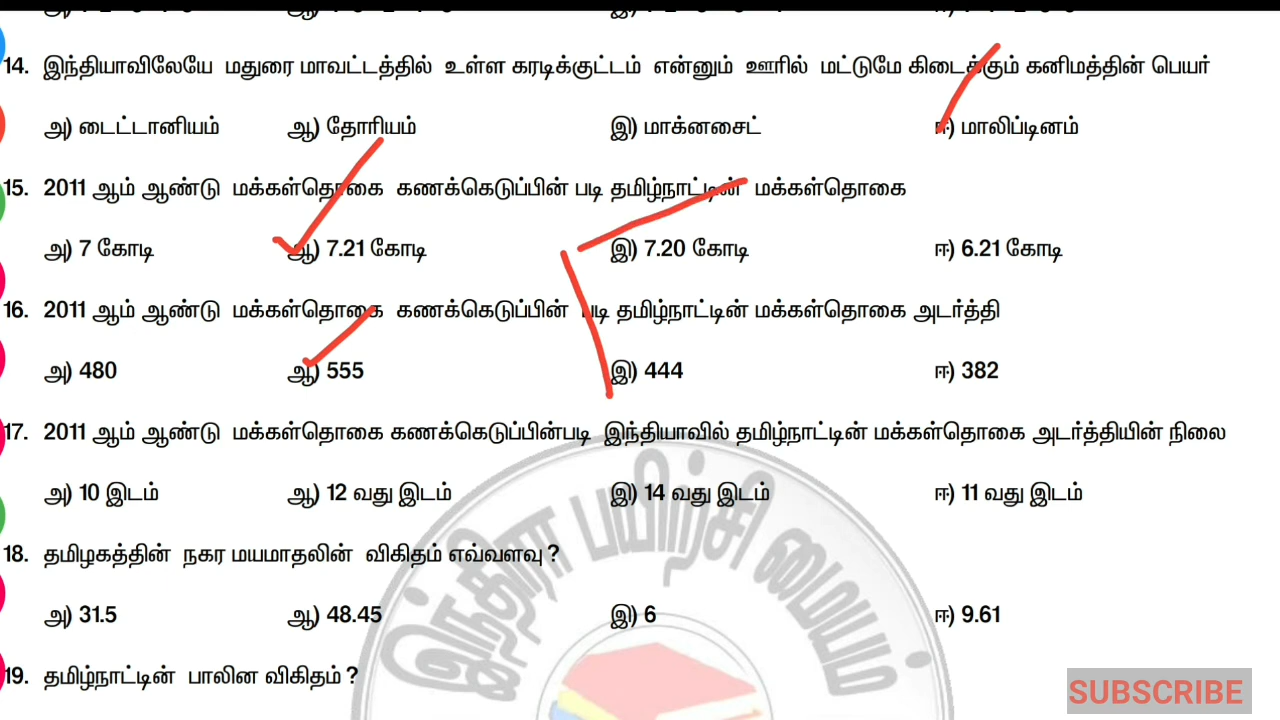 14. இந்தியாவிலேயே மதுரை மாவட்டத்தில் உள்ள கரடிக்குட்டம் என்னும் ஊரில் மட்டுமே கிடைக்கும் கனிமத்தின் பெயர்
அ) டைட்டானியம் ஆ) தோரியம் இ) மாக்னசைட் ஈ) மாலிப்டினம்
15. 2011 ஆம் ஆண்டு மக்கள்தொகை கணக்கெடுப்பின் படி தமிழ்நாட்டின் மக்கள்தொகை
அ) 7 கோடி ஆ) 7.21 கோடி இ) 7.20 கோடி ஈ) 6.21 கோடி
16. 2011 ஆம் ஆண்டு மக்கள்தொகை கணக்கெடுப்பின் படி தமிழ்நாட்டின் மக்கள்தொகை அடர்த்தி
அ) 480 ஆ) 555 இ) 444 ஈ) 382
17. 2011 ஆம் ஆண்டு மக்கள்தொகை கணக்கெடுப்பின்படி இந்தியாவில் தமிழ்நாட்டின் மக்கள்தொகை அடர்த்தியின் நிலை
அ) 10 இடம் ஆ) 12 வது இடம் இ) 14 வது இடம் ஈ) 11 வது இடம்
18. தமிழகத்தின் நகர மயமாதலின் விகிதம் எவ்வளவு ?
அ) 31.5 ஆ) 48.45 இ) 6 ஈ) 9.61
19. தமிழ்நாட்டின் பாலின விகிதம் ?
பயிற்சி மையம்
SUBSCRIBE